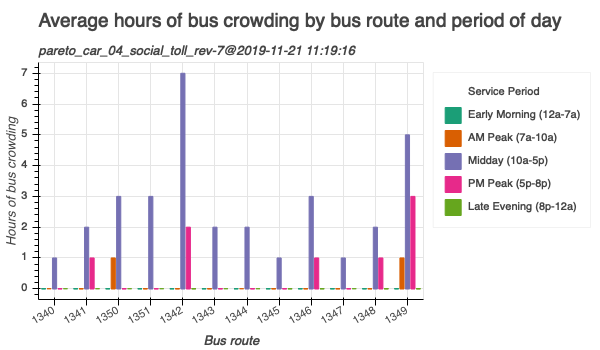 Average hours of bus crowding by bus route and period of day
pareto_car_04_social_toll_rev-7@2019-11-21 11:19:16
Service Period
Early Morning (12a-7a)
AM Peak (7a-10a)
Midday (10a-5p)
PM Peak (5p-8p)
Late Evening (8p-12a)
Hours of bus crowding
7
6
5
4
3
2
1
0
1340
1341
1350
1351
1342
1343
1344
1345
1346
1347
1348
1349
Bus route